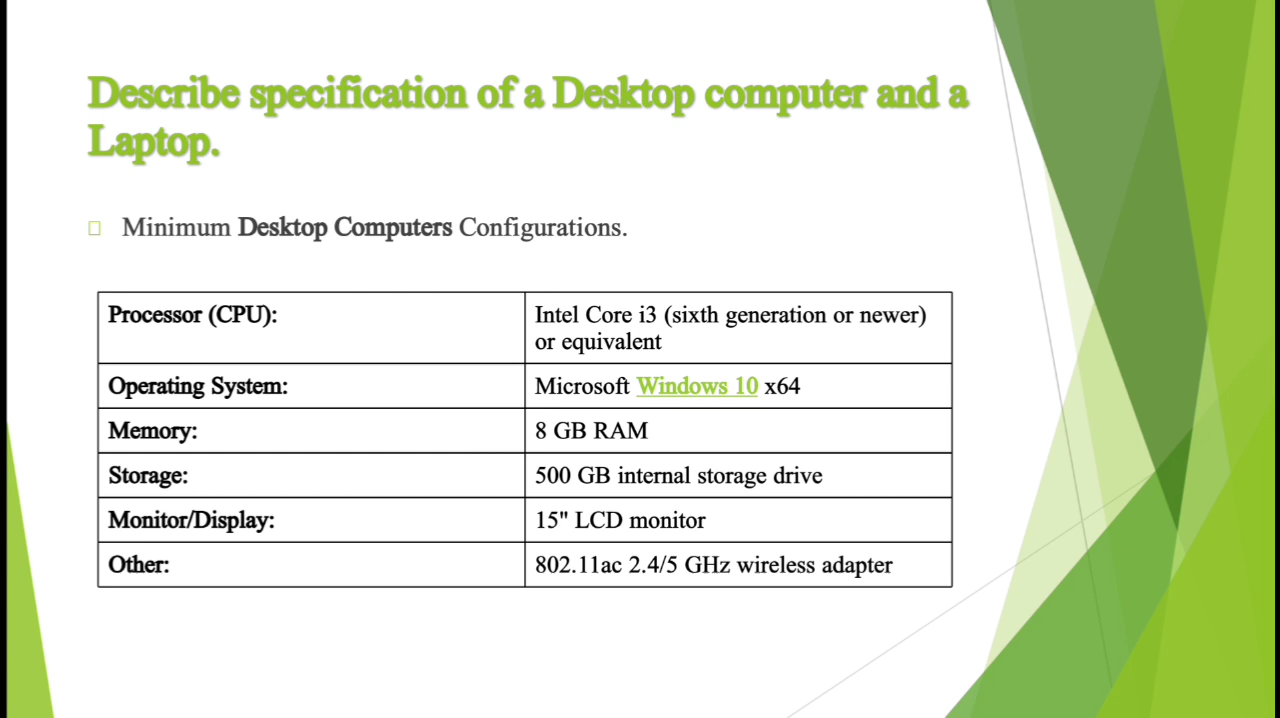 Describe specification of a Desktop computer and a
Laptop.
Minimum Desktop Computers Configurations.
Processor (CPU): Intel Core i3 (sixth generation or newer)
or equivalent
Operating System: Microsoft Windows 10 x64
Memory: 8 GB RAM
Storage: 500 GB internal storage drive
Monitor/Display: 15" LCD monitor
Other: 802.11ac 2.4/5 GHz wireless adapter